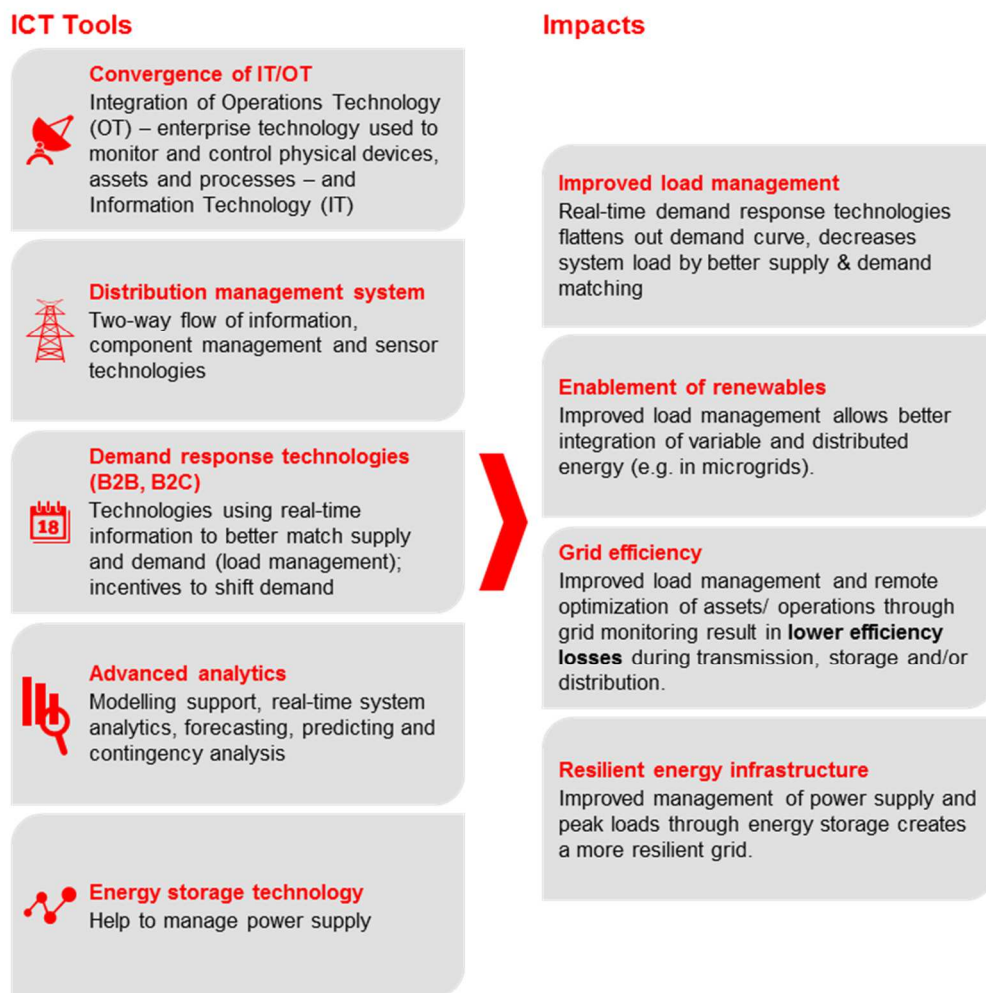 ICT Tools
Convergence of IT/OT
Integration of Operations Technology
(OT) – enterprise technology used to
monitor and control physical devices,
assets and processes – and
Information Technology (IT)
Distribution management system
Two-way flow of information,
component management and sensor
technologies
Demand response technologies
(B2B, B2C)
18
Technologies using real-time
information to better match supply
and demand (load management);
incentives to shift demand
Advanced analytics
Modelling support, real-time system
analytics, forecasting, predicting and
contingency analysis
Energy storage technology
Help to manage power supply
Impacts
Improved load management
Real-time demand response technologies
flattens out demand curve, decreases
system load by better supply & demand
matching
Enablement of renewables
Improved load management allows better
integration of variable and distributed
energy (e.g. in microgrids).
Grid efficiency
Improved load management and remote
optimization of assets/ operations through
grid monitoring result in lower efficiency
losses during transmission, storage and/or
distribution.
Resilient energy infrastructure
Improved management of power supply and
peak loads through energy storage creates
a more resilient grid.